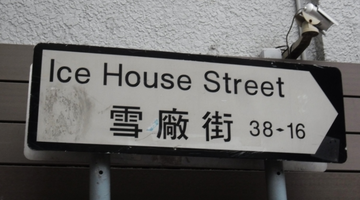 Ice House Street
雪廠街 38-16